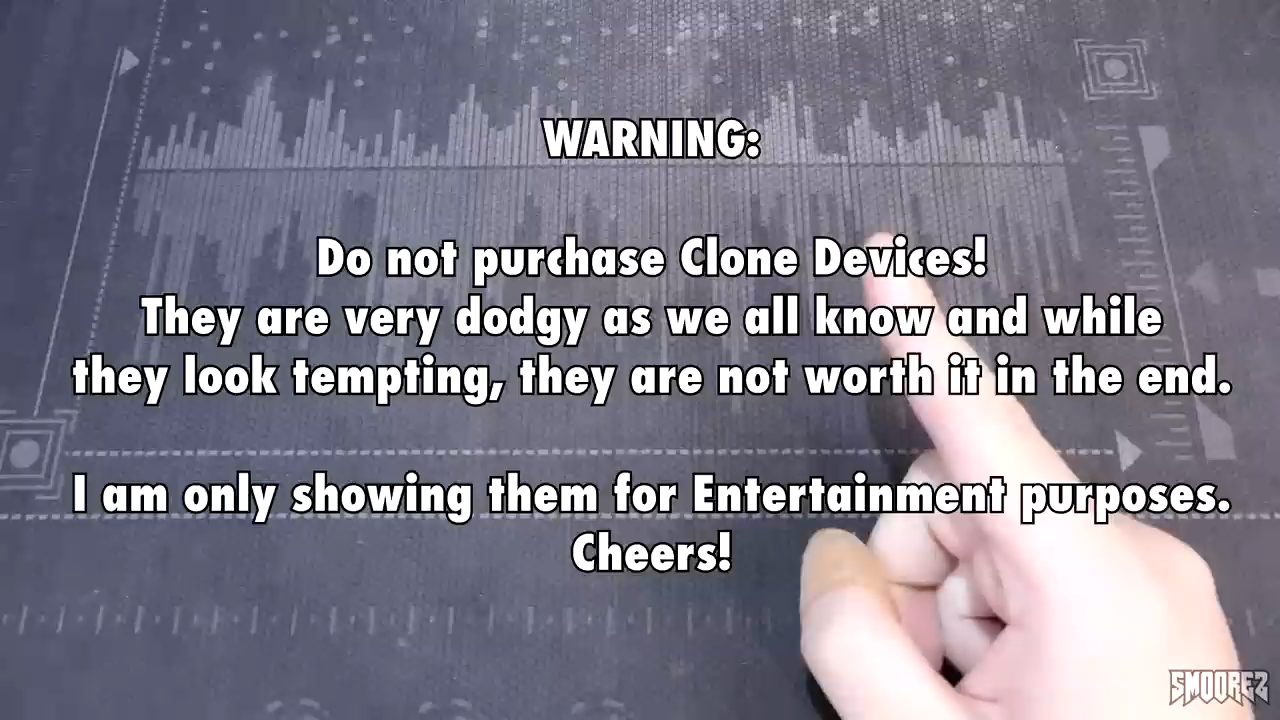 WARNING:
Do not purchase Clone Devices!
They are very dodgy as we all know and while
they look tempting, they are not worth it in the end.
I am only showing them for Entertainment purposes.
Cheers!
SMOOREZ